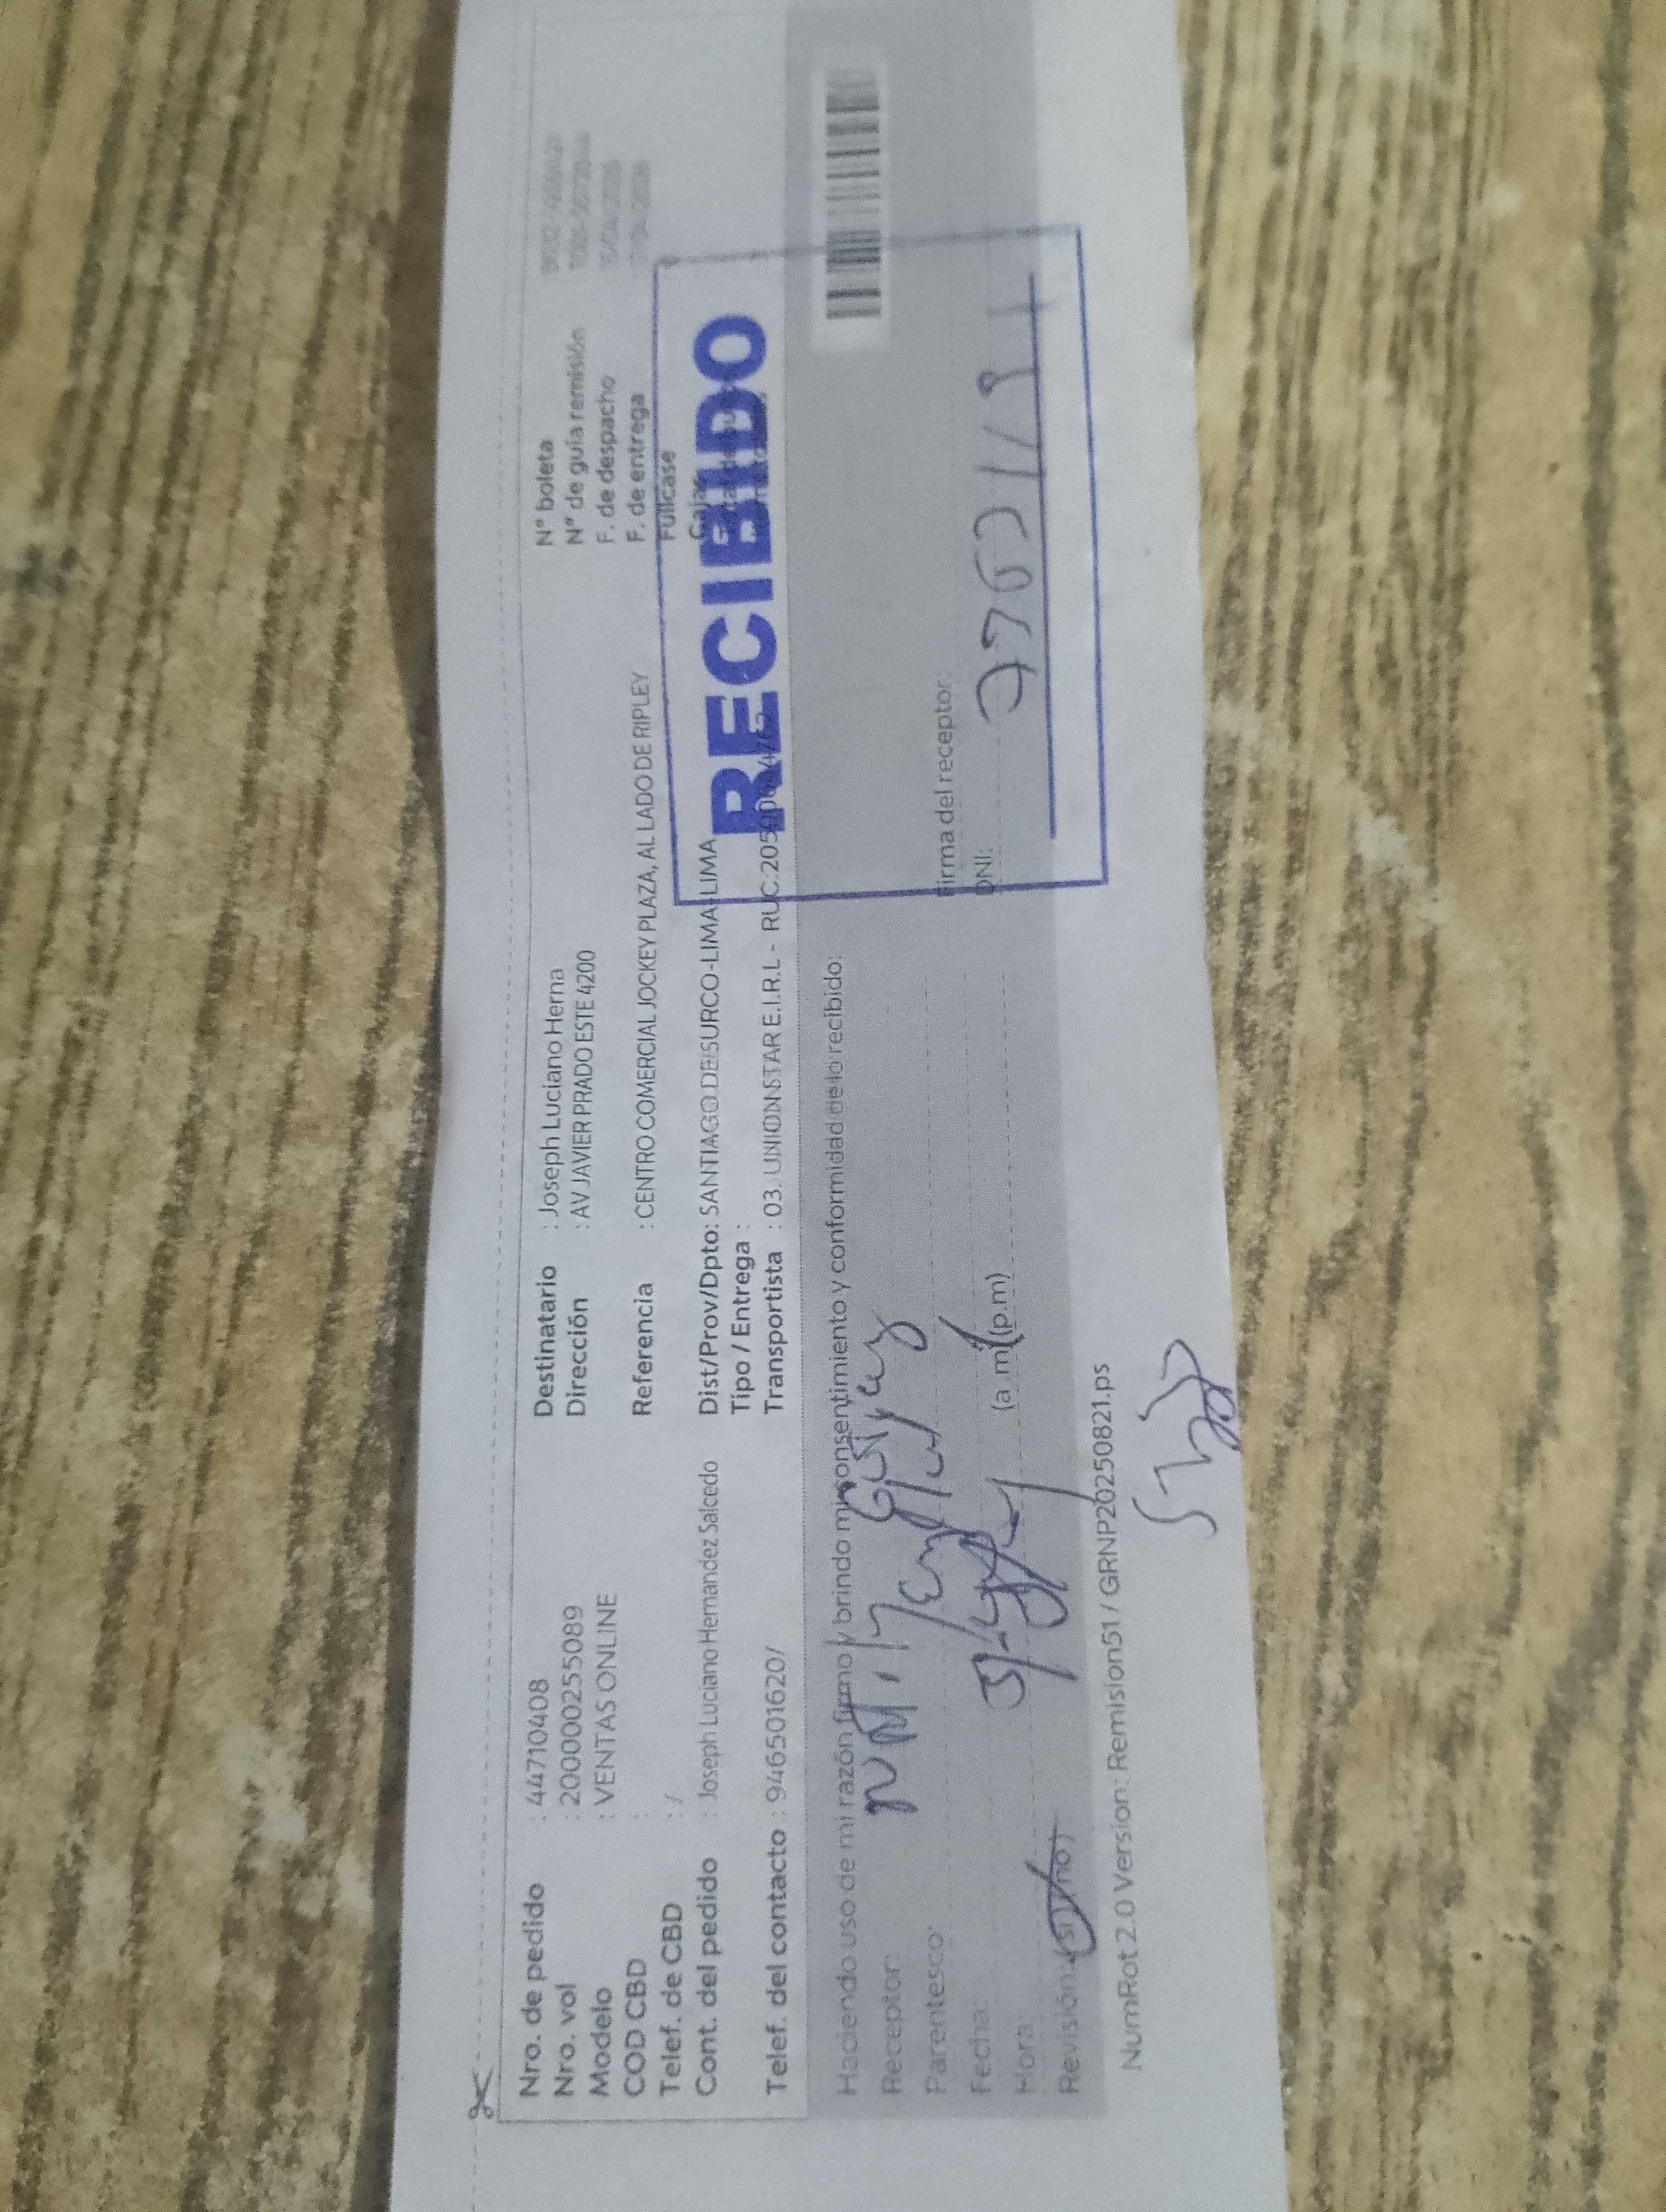 Nro. de pedido : 44710408
Nro. vol : 2000000255089
Modelo : VENTAS ONLINE
COD CBD :
Telef. de CBD : /
Cont. del pedido : Joseph Luciano Hernandez Salcedo
Telef. del contacto : 946501620/
Destinatario : Joseph Luciano Herna
Dirección : AV JAVIER PRADO ESTE 4200
Referencia : CENTRO COMERCIAL JOCKEY PLAZA, AL LADO DE RIPLEY
Dist/Prov/Dpto: SANTIAGO DE SURCO-LIMA-LIMA
Tipo / Entrega :
Transportista : 03. UNIONSTAR E.I.R.L - RUC:
N° boleta
N° de guía remisión
F. de despacho
F. de entrega
Fullcase
Cajas
RECIBIDO
Haciendo uso de mi razón firmo y brindo mi consentimiento y conformidad de lo recibido:
Receptor:
Parentesco:
Fecha:
Hora: (a .m) (p.m)
Revisión: (si) (no)
Firma del receptor:
DNI:
NumRot 2.0 Version: Remision51 / GRNP20250821.ps